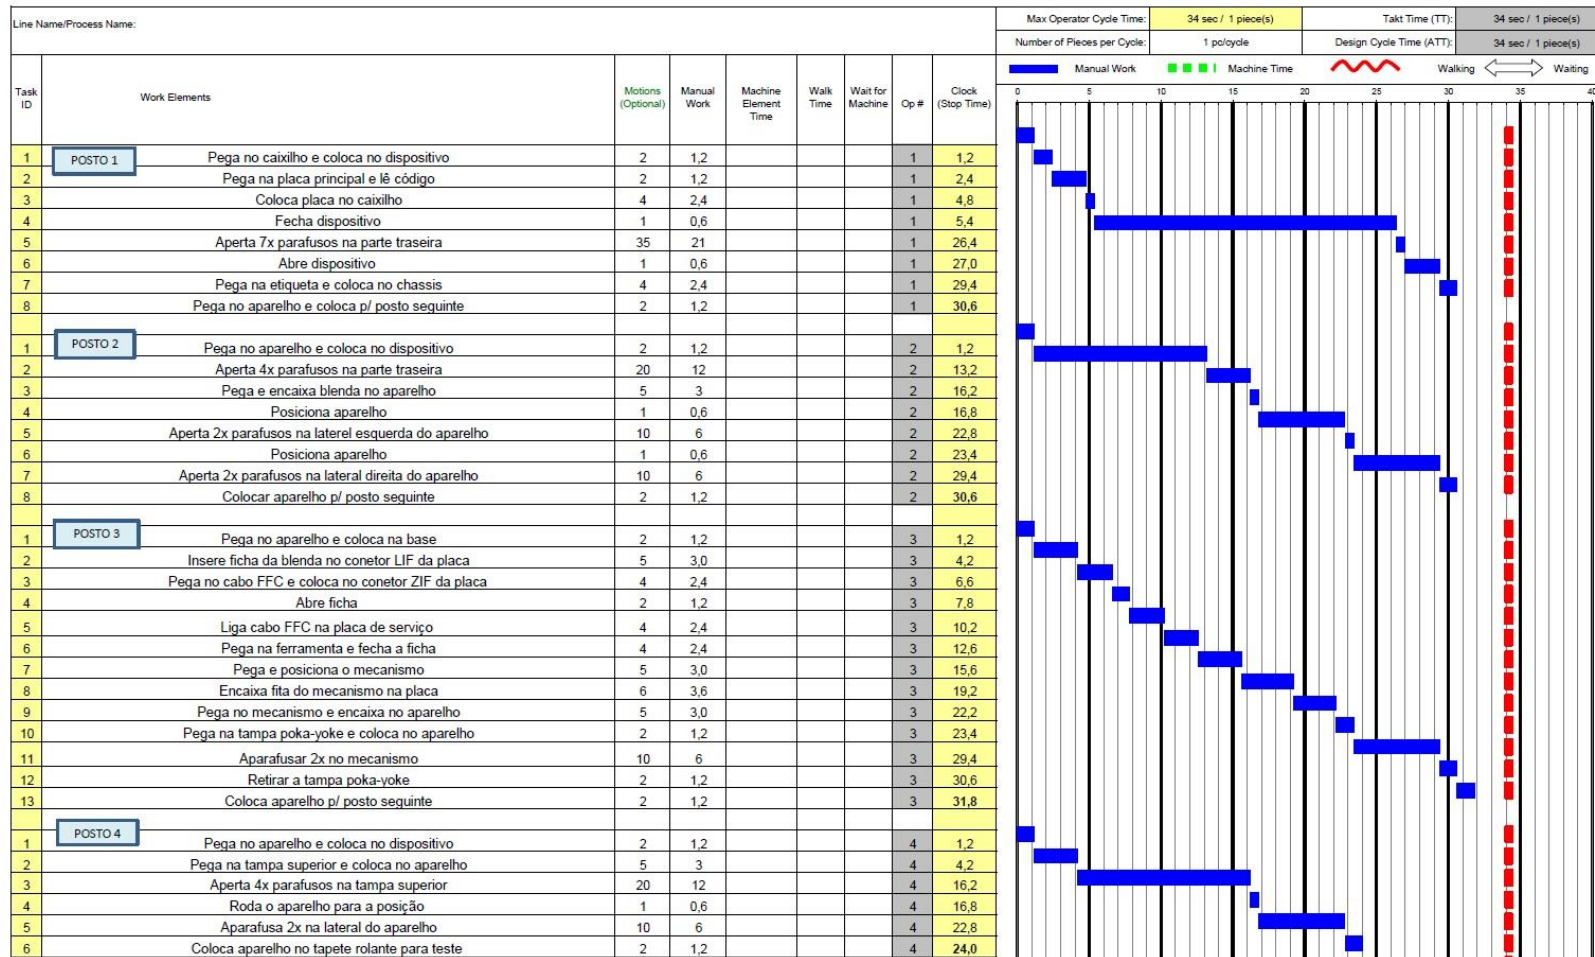 Line Name/Process Name:
Max Operator Cycle Time: 34 sec / 1 piece(s) Takt Time (TT): 34 sec / 1 piece(s)
Number of Pieces per Cycle: 1 pc/cycle Design Cycle Time (ATT): 34 sec / 1 piece(s)
Manual Work Machine Time Walking Waiting
Task ID Work Elements Motions (Optional) Manual Work Machine Element Time Walk Time Wait for Machine Op # Clock (Stop Time)
0 5 10 15 20 25 30 35 40
POSTO 1
1 Pega no caixilho e coloca no dispositivo 2 1,2 1 1,2
2 Pega na placa principal e lê código 2 1,2 1 2,4
3 Coloca placa no caixilho 4 2,4 1 4,8
4 Fecha dispositivo 1 0,6 1 5,4
5 Aperta 7x parafusos na parte traseira 35 21 1 26,4
6 Abre dispositivo 1 0,6 1 27,0
7 Pega na etiqueta e coloca no chassis 4 2,4 1 29,4
8 Pega no aparelho e coloca p/ posto seguinte 2 1,2 1 30,6
POSTO 2
1 Pega no aparelho e coloca no dispositivo 2 1,2 2 1,2
2 Aperta 4x parafusos na parte traseira 20 12 2 13,2
3 Pega e encaixa blenda no aparelho 5 3 2 16,2
4 Posiciona aparelho 1 0,6 2 16,8
5 Aperta 2x parafusos na laterel esquerda do aparelho 10 6 2 22,8
6 Posiciona aparelho 1 0,6 2 23,4
7 Aperta 2x parafusos na lateral direita do aparelho 10 6 2 29,4
8 Colocar aparelho p/ posto seguinte 2 1,2 2 30,6
POSTO 3
1 Pega no aparelho e coloca na base 2 1,2 3 1,2
2 Insere ficha da blenda no conetor LIF da placa 5 3,0 3 4,2
3 Pega no cabo FFC e coloca no conetor ZIF da placa 4 2,4 3 6,6
4 Abre ficha 2 1,2 3 7,8
5 Liga cabo FFC na placa de serviço 4 2,4 3 10,2
6 Pega na ferramenta e fecha a ficha 4 2,4 3 12,6
7 Pega e posiciona o mecanismo 5 3,0 3 15,6
8 Encaixa fita do mecanismo na placa 6 3,6 3 19,2
9 Pega no mecanismo e encaixa no aparelho 5 3,0 3 22,2
10 Pega na tampa poka-yoke e coloca no aparelho 2 1,2 3 23,4
11 Aparafusar 2x no mecanismo 10 6 3 29,4
12 Retirar a tampa poka-yoke 2 1,2 3 30,6
13 Coloca aparelho p/ posto seguinte 2 1,2 3 31,8
POSTO 4
1 Pega no aparelho e coloca no dispositivo 2 1,2 4 1,2
2 Pega na tampa superior e coloca no aparelho 5 3 4 4,2
3 Aperta 4x parafusos na tampa superior 20 12 4 16,2
4 Roda o aparelho para a posição 1 0,6 4 16,8
5 Aparafusa 2x na lateral do aparelho 10 6 4 22,8
6 Coloca aparelho no tapete rolante para teste 2 1,2 4 24,0